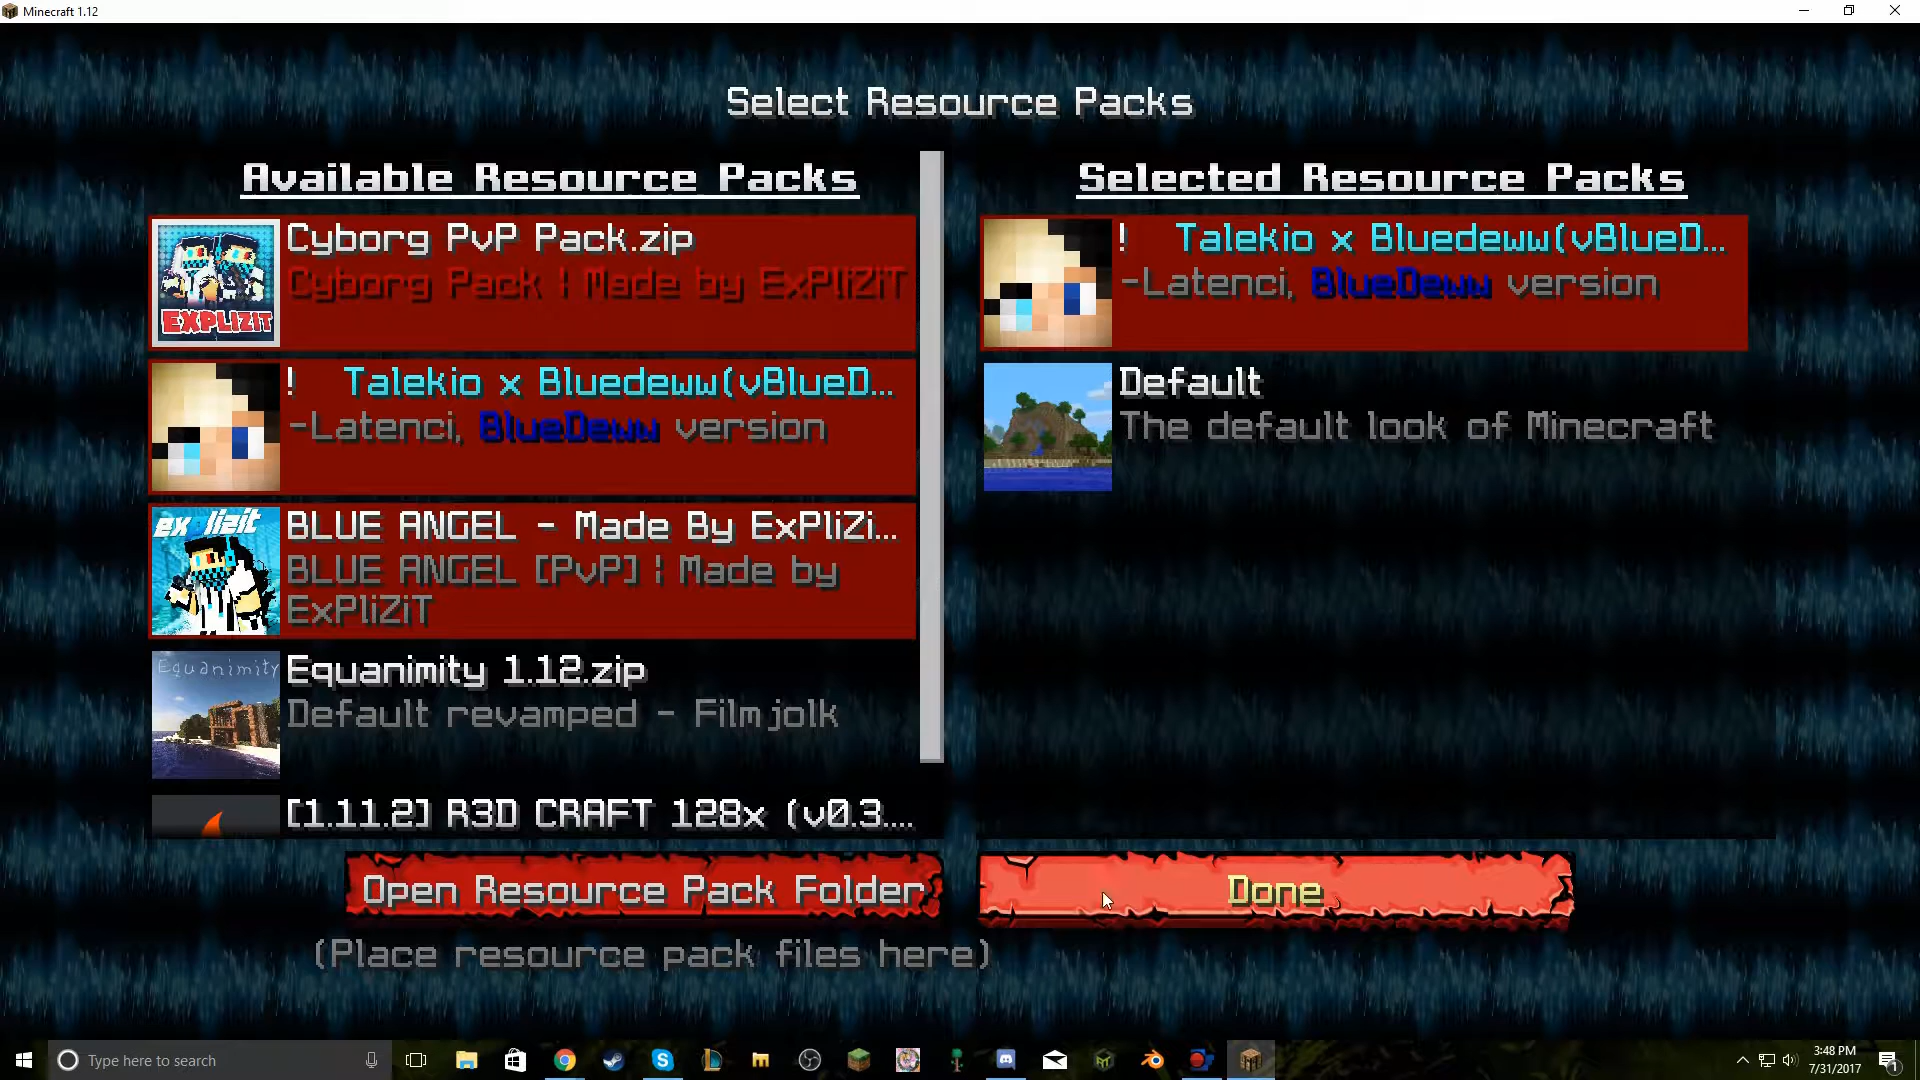 Minecraft 1.12
Select Resource Packs
Available Resource Packs
Cyborg PvP Pack.zip
Cyborg Pack | Made by ExPliZiT
EXPLIZIT
! Talekio x Bluedeww(vBlueD...
-Latenci, BlueDeww version
ex lizit
BLUE ANGEL - Made By ExPliZi...
BLUE ANGEL [PvP] | Made by
ExPliZiT
Equanimity
Equanimity 1.12.zip
Default revamped - Filmjolk
[1.11.2] R3D CRAFT 128x (v0.3....
Selected Resource Packs
! Talekio x Bluedeww(vBlueD...
-Latenci, BlueDeww version
Default
The default look of Minecraft
Open Resource Pack Folder
Done
(Place resource pack files here)
Type here to search
3:48 PM
7/31/2017
1